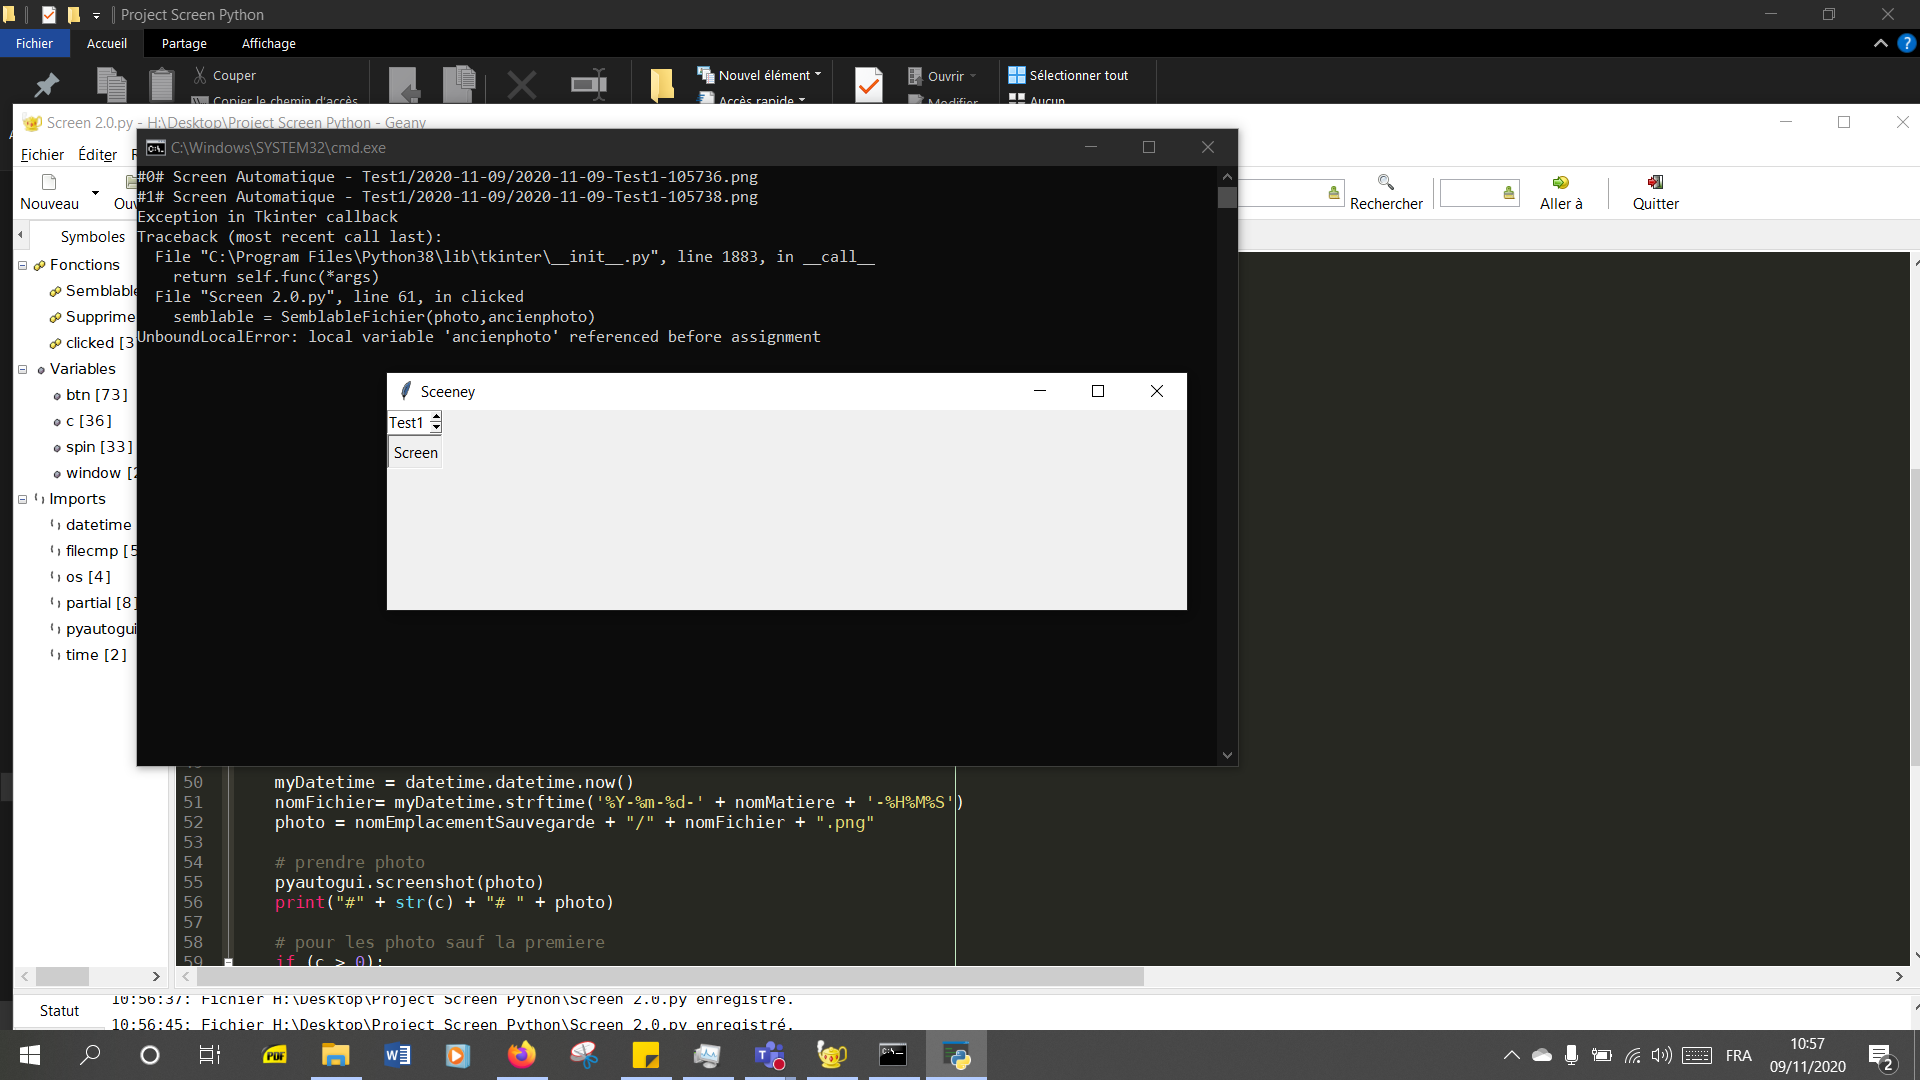 Project Screen Python
Fichier Accueil Partage Affichage
Couper
Copier le chemin d'accès
Nouvel élément
Accès rapide
Ouvrir
Modifier
Sélectionner tout
Aucun
Screen 2.0.py - H:\Desktop\Project Screen Python - Geany
Fichier Éditer
Nouveau
Rechercher Aller à Quitter
C:\Windows\SYSTEM32\cmd.exe
#0# Screen Automatique - Test1/2020-11-09/2020-11-09-Test1-105736.png
#1# Screen Automatique - Test1/2020-11-09/2020-11-09-Test1-105738.png
Exception in Tkinter callback
Traceback (most recent call last):
File "C:\Program Files\Python38\lib\tkinter\__init__.py", line 1883, in __call__
return self.func(*args)
File "Screen 2.0.py", line 61, in clicked
semblable = SemblableFichier(photo,ancienphoto)
UnboundLocalError: local variable 'ancienphoto' referenced before assignment
Sceeney
Test1
Screen
Symboles
Fonctions
Semblable
Supprime
clicked [3
Variables
btn [73]
c [36]
spin [33]
window [2
Imports
datetime
filecmp [5
os [4]
partial [8]
pyautogui
time [2]
50 myDatetime = datetime.datetime.now()
51 nomFichier= myDatetime.strftime('%Y-%m-%d-' + nomMatiere + '-%H%M%S')
52 photo = nomEmplacementSauvegarde + "/" + nomFichier + ".png"
53
54 # prendre photo
55 pyautogui.screenshot(photo)
56 print("#" + str(c) + "# " + photo)
57
58 # pour les photo sauf la premiere
59 if (c > 0):
Statut
10:56:37: Fichier H:\Desktop\Project Screen Python\Screen 2.0.py enregistré.
10:56:45: Fichier H:\Desktop\Project Screen Python\Screen 2.0.py enregistré.
PDF
FRA
10:57
09/11/2020
2